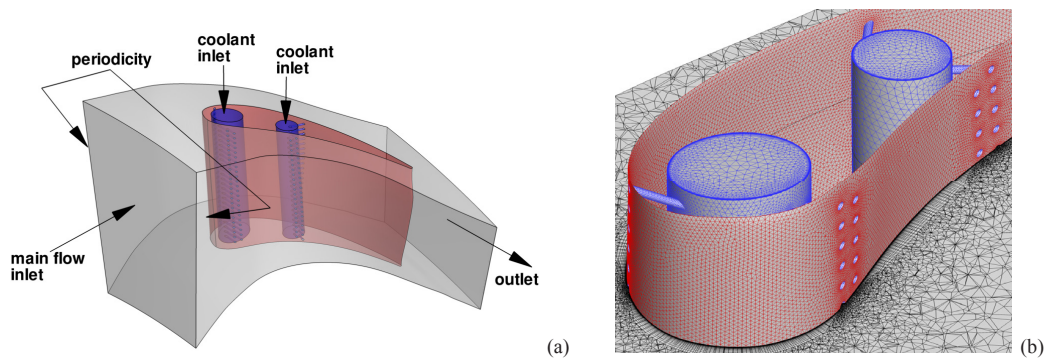 coolant
inlet
coolant
inlet
periodicity
main flow
inlet
outlet
(a)
(b)